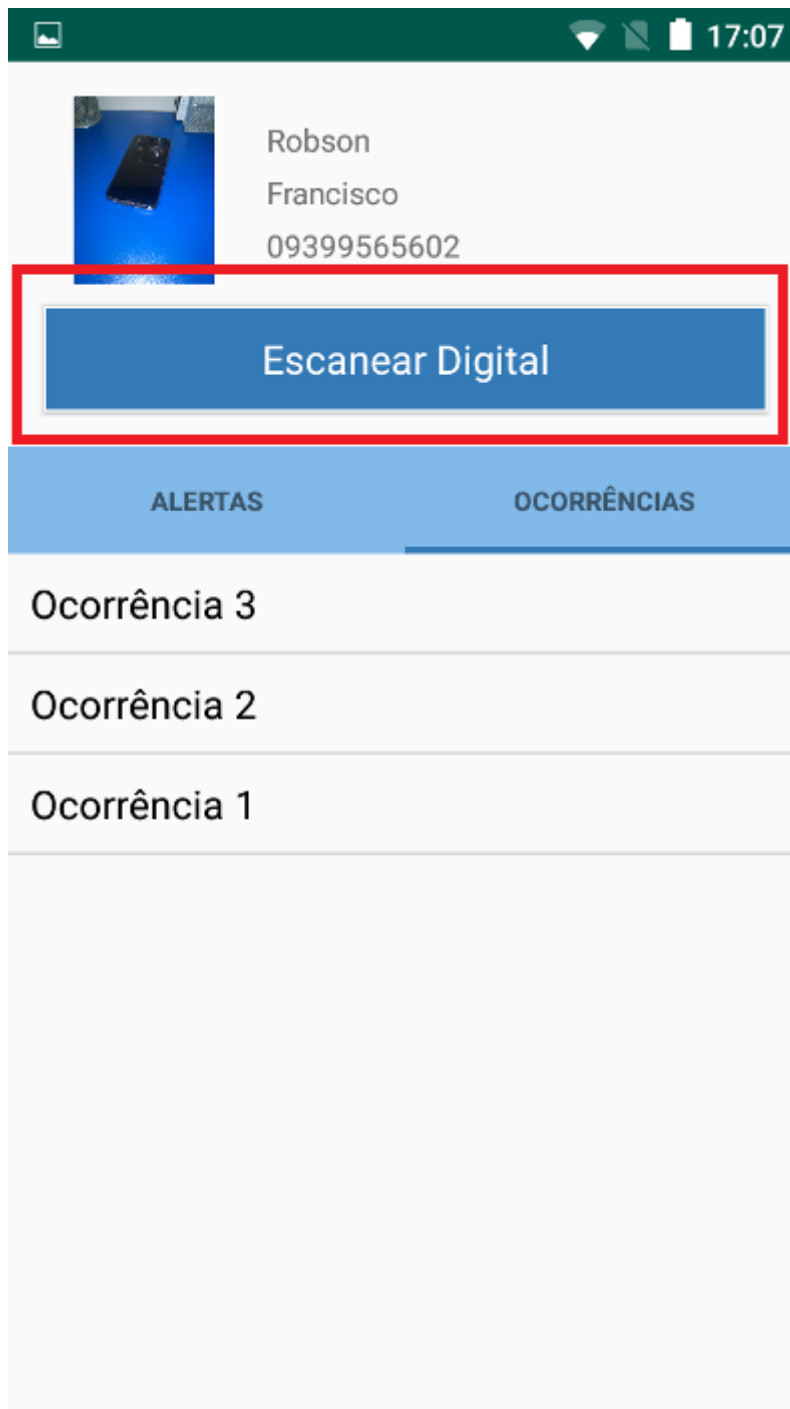 17:07
Robson
Francisco
09399565602
Escanear Digital
ALERTAS
OCORRÊNCIAS
Ocorrência 3
Ocorrência 2
Ocorrência 1